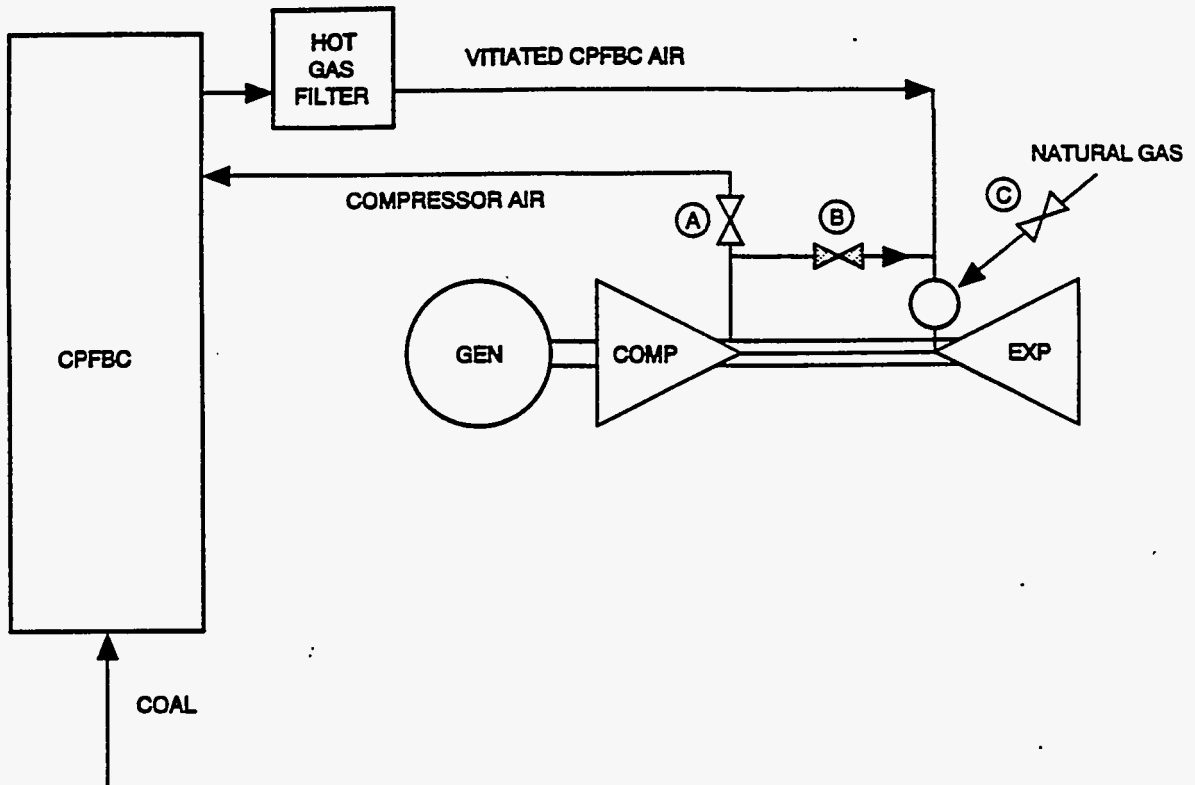 HOT
GAS
FILTER
VITIATED CPFBC AIR
NATURAL GAS
COMPRESSOR AIR
A
B
C
CPFBC
GEN
COMP
EXP
COAL